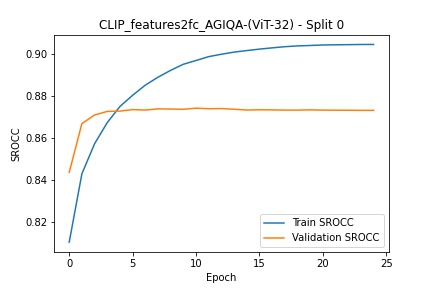 CLIP_features2fc_AGIQA-(ViT-32) - Split 0
SROCC
0.90
0.88
0.86
0.84
0.82
Train SROCC
Validation SROCC
0 5 10 15 20 25
Epoch